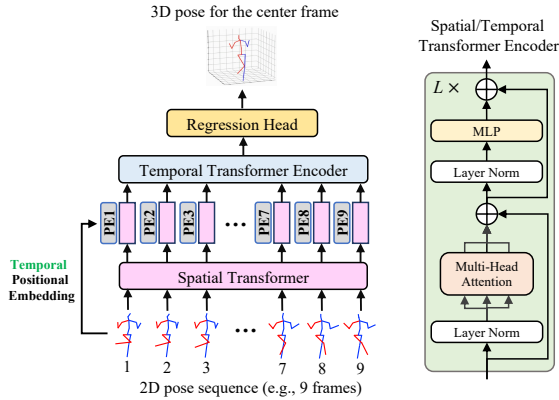 3D pose for the center frame
Regression Head
Temporal Transformer Encoder
PE1 PE2 PE3 ... PE7 PE8 PE9
Temporal
Positional
Embedding
Spatial Transformer
...
1 2 3 7 8 9
2D pose sequence (e.g., 9 frames)
Spatial/Temporal
Transformer Encoder
L ×
MLP
Layer Norm
Multi-Head
Attention
Layer Norm